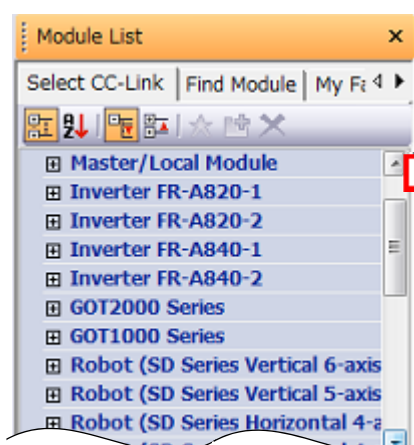 Module List
Select CC-Link | Find Module | My Fa
Master/Local Module
Inverter FR-A820-1
Inverter FR-A820-2
Inverter FR-A840-1
Inverter FR-A840-2
GOT2000 Series
GOT1000 Series
Robot (SD Series Vertical 6-axis
Robot (SD Series Vertical 5-axis
Robot (SD Series Horizontal 4-a